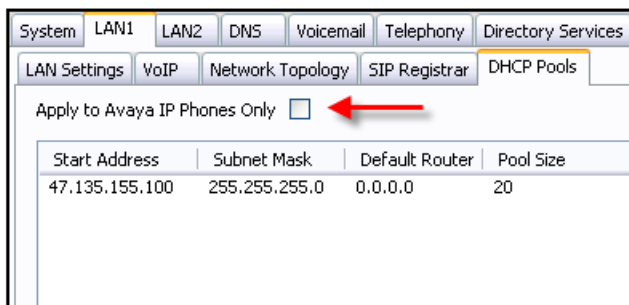 System LAN1 LAN2 DNS Voicemail Telephony Directory Services
LAN Settings VoIP Network Topology SIP Registrar DHCP Pools
Apply to Avaya IP Phones Only
Start Address Subnet Mask Default Router Pool Size
47.135.155.100 255.255.255.0 0.0.0.0 20